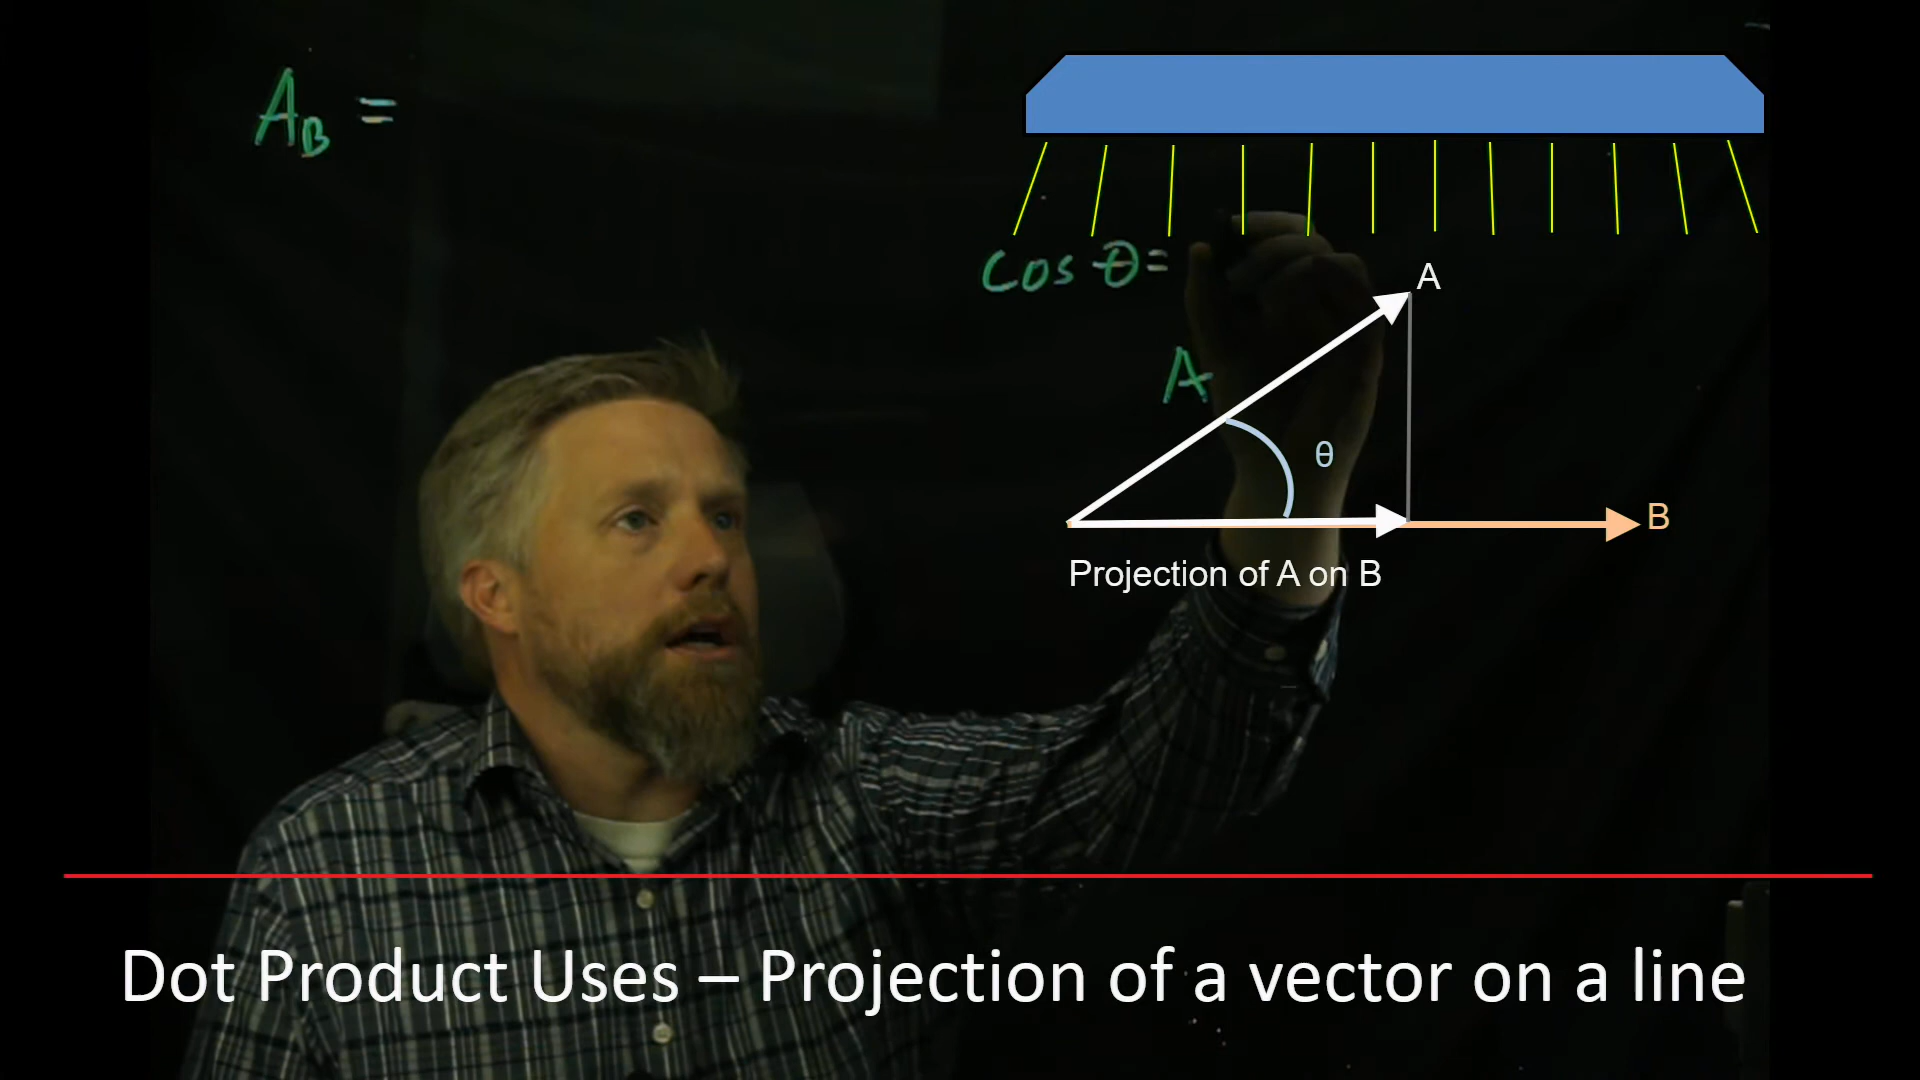 A_B =
cos θ =
A
A
θ
B
Projection of A on B
Dot Product Uses – Projection of a vector on a line